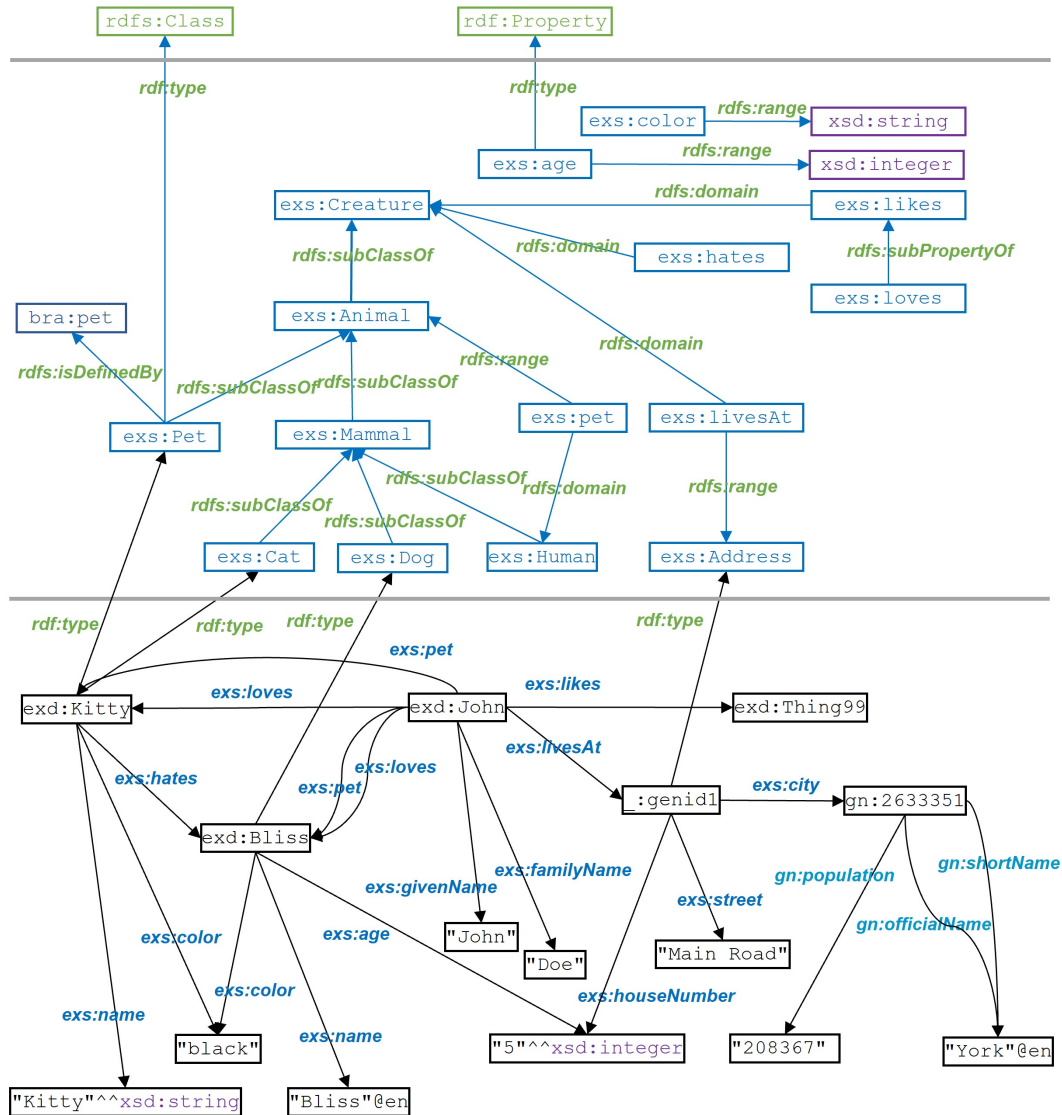 rdfs:Class
rdf:Property
rdf:type
rdf:type
exs:color
rdfs:range
xsd:string
exs:age
rdfs:range
xsd:integer
rdfs:domain
exs:Creature
exs:likes
rdfs:subClassOf
rdfs:domain
exs:hates
rdfs:subPropertyOf
exs:loves
bra:pet
exs:Animal
rdfs:domain
rdfs:isDefinedBy
rdfs:subClassOf
rdfs:subClassOf
rdfs:range
exs:Pet
exs:Mammal
exs:pet
exs:livesAt
rdfs:subClassOf
rdfs:subClassOf
rdfs:subClassOf
rdfs:domain
rdfs:range
exs:Cat
exs:Dog
exs:Human
exs:Address
rdf:type
rdf:type
rdf:type
rdf:type
exs:pet
exs:loves
exs:likes
exd:Kitty
exd:John
exd:Thing99
exs:hates
exs:pet
exs:loves
exs:livesAt
_:genid1
exs:city
gn:2633351
exd:Bliss
exs:givenName
exs:familyName
gn:population
gn:shortName
exs:street
gn:officialName
exs:color
exs:age
"John"
"Doe"
"Main Road"
exs:color
exs:houseNumber
exs:name
exs:name
"black"
"5"^^xsd:integer
"208367"
"York"@en
"Kitty"^^xsd:string
"Bliss"@en